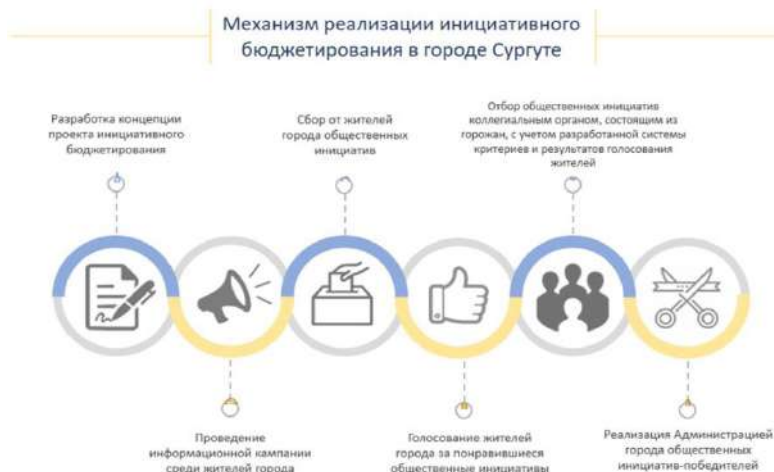 Механизм реализации инициативного
бюджетирования в городе Сургуте
Разработка концепции
проекта инициативного
бюджетирования
Сбор от жителей
города общественных
инициатив
Отбор общественных инициатив
коллегиальным органом, состоящим из
горожан, с учетом разработанной системы
критериев и результатов голосования
жителей
Проведение
информационной кампании
среди жителей города
Голосование жителей
города за понравившиеся
общественные инициативы
Реализация Администрацией
города общественных
инициатив-победителей